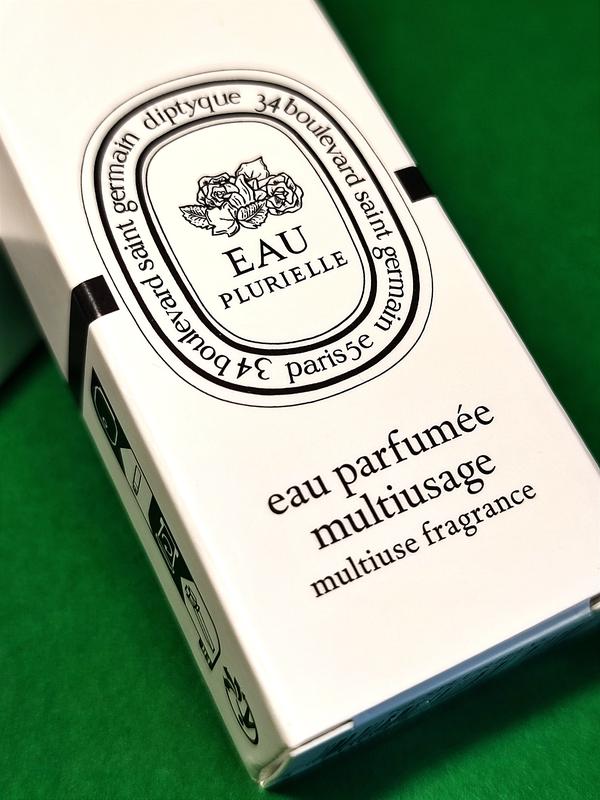 diptyque 34 boulevard saint germain paris5e 34 boulevard saint germain
EAU
PLURIELLE
eau parfumée
multiusage
multiuse fragrance